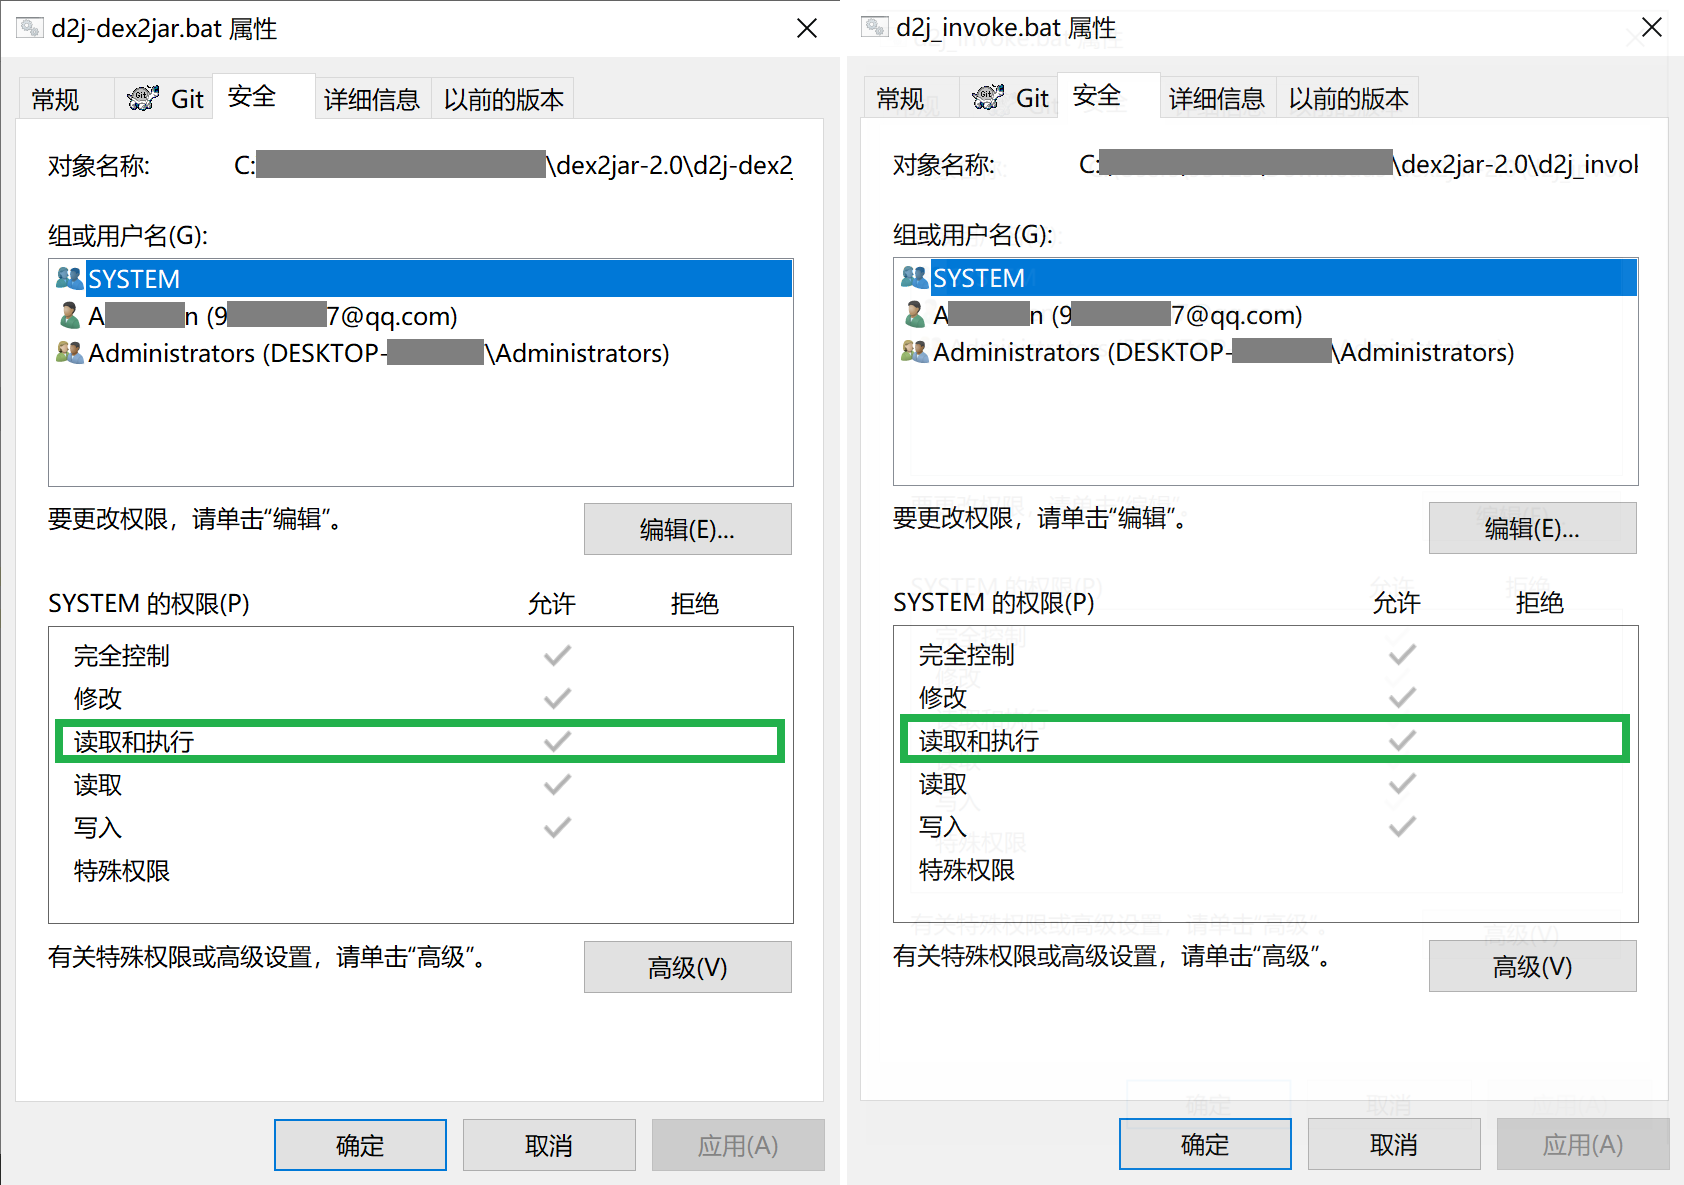 d2j-dex2jar.bat 属性
常规
Git
安全
详细信息
以前的版本
对象名称:
C:
\dex2jar-2.0\d2j-dex2
组或用户名(G):
SYSTEM
A
n (9
7@qq.com)
Administrators (DESKTOP-
\Administrators)
要更改权限，请单击“编辑”。
编辑(E)...
SYSTEM 的权限(P)
允许
拒绝
完全控制
修改
读取和执行
读取
写入
特殊权限
有关特殊权限或高级设置，请单击“高级”。
高级(V)
确定
取消
应用(A)
d2j_invoke.bat 属性
常规
Git
安全
详细信息
以前的版本
对象名称:
C:
\dex2jar-2.0\d2j_invol
组或用户名(G):
SYSTEM
A
n (9
7@qq.com)
Administrators (DESKTOP-
\Administrators)
要更改权限，请单击“编辑”。
编辑(E)...
SYSTEM 的权限(P)
允许
拒绝
完全控制
修改
读取和执行
读取
写入
特殊权限
有关特殊权限或高级设置，请单击“高级”。
高级(V)
确定
取消
应用(A)